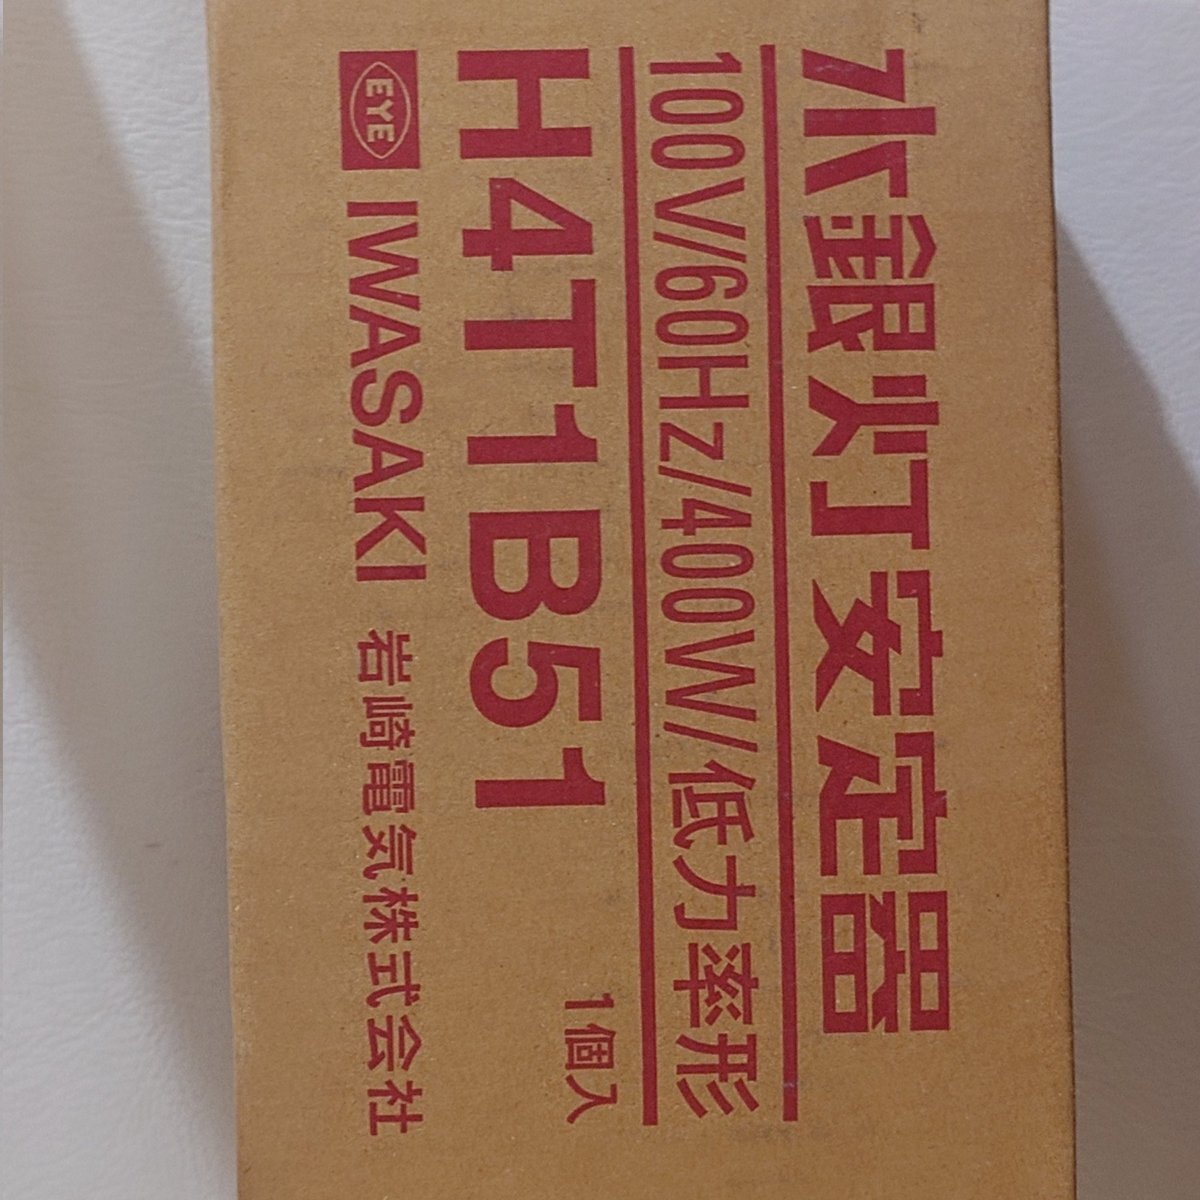 水銀灯安定器
100V/60Hz/400W/低力率形
H4T1B51
1個入
EYE IWASAKI 岩崎電気株式会社